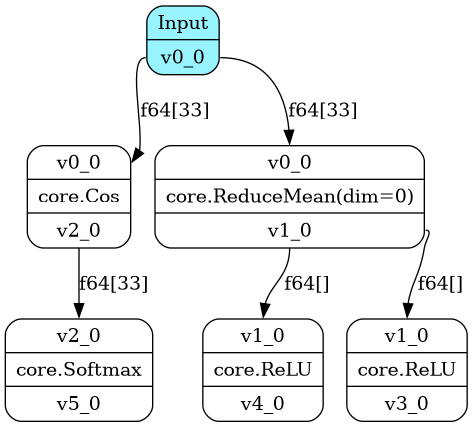 Input
v0_0
f64[33]
f64[33]
v0_0
core.Cos
v2_0
v0_0
core.ReduceMean(dim=0)
v1_0
f64[33]
f64[]
f64[]
v2_0
core.Softmax
v5_0
v1_0
core.ReLU
v4_0
v1_0
core.ReLU
v3_0